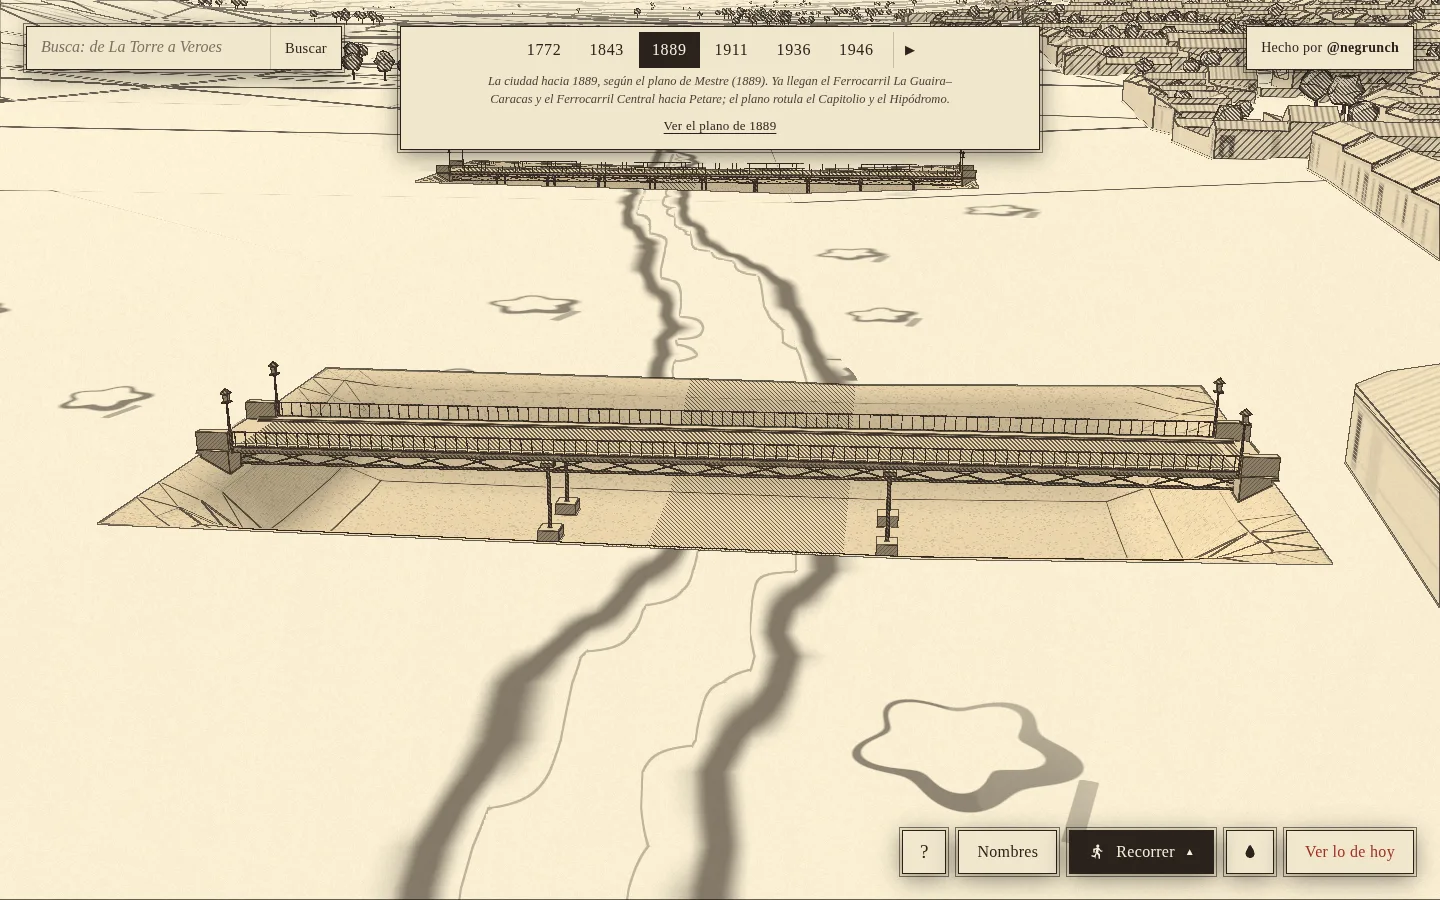 Busca: de La Torre a Veroes
Buscar
1772 1843 1889 1911 1936 1946
La ciudad hacia 1889, según el plano de Mestre (1889). Ya llegan el Ferrocarril La Guaira–
Caracas y el Ferrocarril Central hacia Petare; el plano rotula el Capitolio y el Hipódromo.
Ver el plano de 1889
Hecho por @negrunch
?
Nombres
Recorrer
Ver lo de hoy